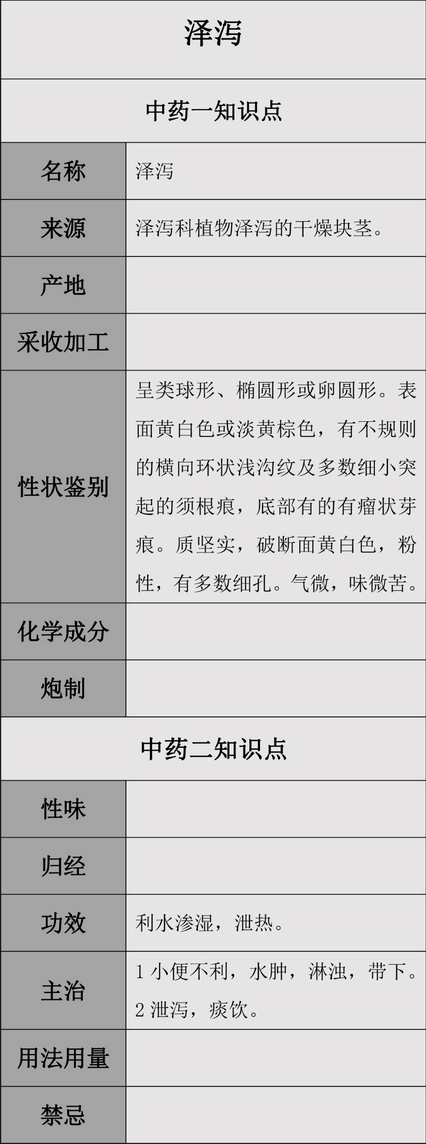 泽泻
中药一知识点
名称
泽泻
来源
泽泻科植物泽泻的干燥块茎。
产地
采收加工
性状鉴别
呈类球形、椭圆形或卵圆形。表
面黄白色或淡黄棕色，有不规则
的横向环状浅沟纹及多数细小突
起的须根痕，底部有的有瘤状芽
痕。质坚实，破断面黄白色，粉
性，有多数细孔。气微，味微苦。
化学成分
炮制
中药二知识点
性味
归经
功效
利水渗湿，泄热。
主治
1 小便不利，水肿，淋浊，带下。
2 泄泻，痰饮。
用法用量
禁忌